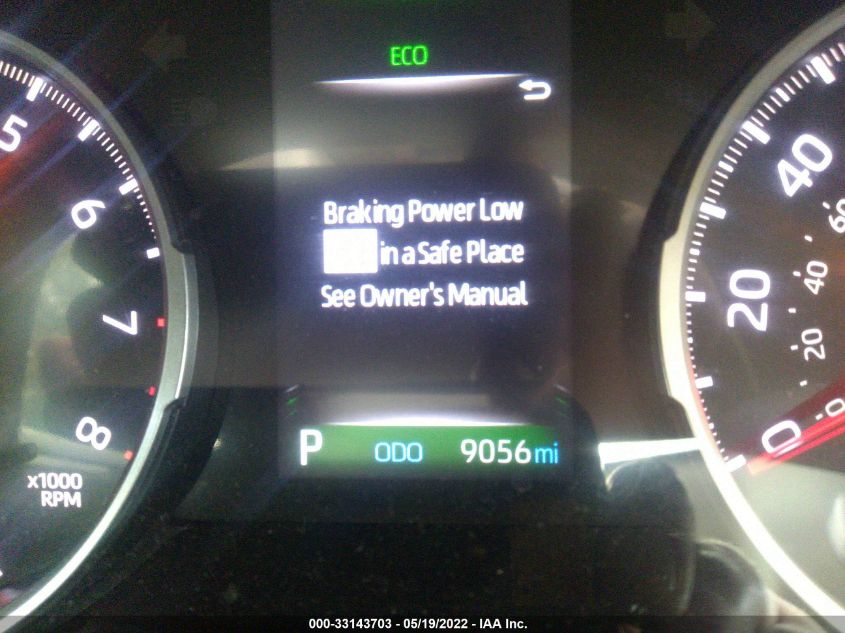 ECO
Braking Power Low
in a Safe Place
See Owner's Manual
P ODO 9056 mi
5
6
7
8
x1000
RPM
40
20
0
60
40
20
0
000-33143703 - 05/19/2022 - IAA Inc.